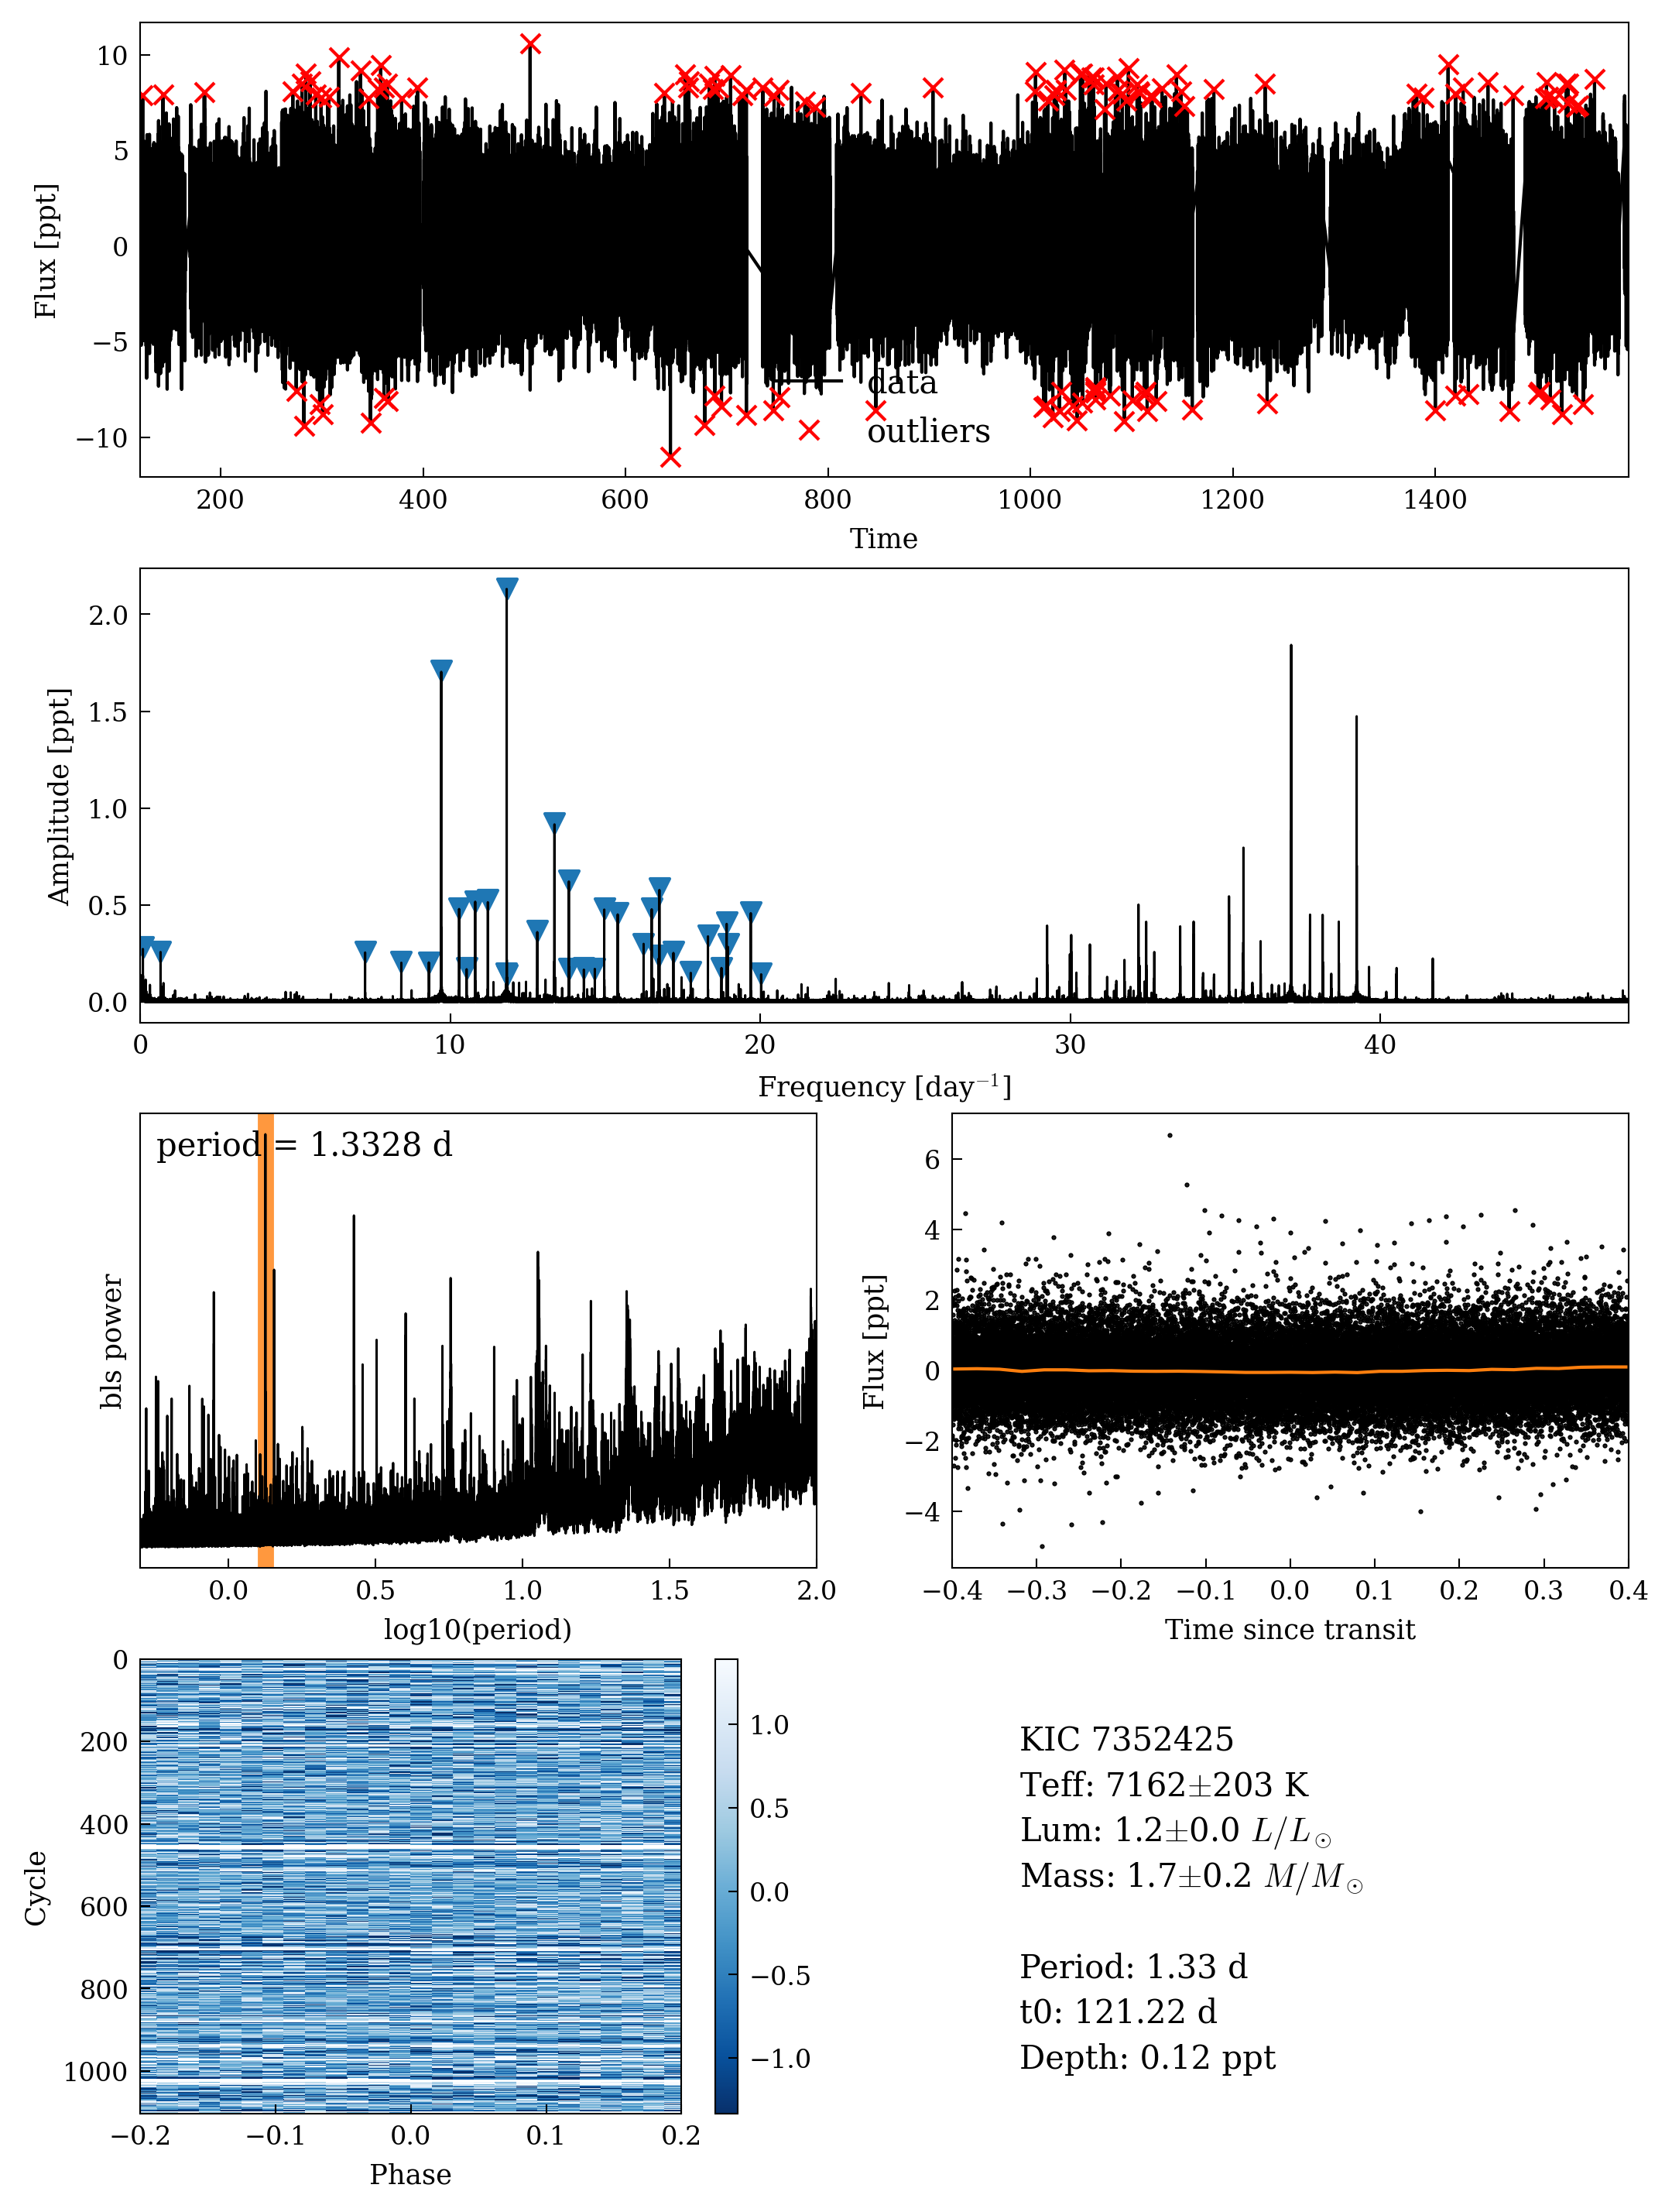 10
5
0
−5
−10
Flux [ppt]
data
outliers
200 400 600 800 1000 1200 1400
Time
2.0
1.5
1.0
0.5
0.0
Amplitude [ppt]
0 10 20 30 40
Frequency [day⁻¹]
period = 1.3328 d
bls power
0.0 0.5 1.0 1.5 2.0
log10(period)
6
4
2
0
−2
−4
Flux [ppt]
−0.4 −0.3 −0.2 −0.1 0.0 0.1 0.2 0.3 0.4
Time since transit
0
200
400
600
800
1000
Cycle
−0.2 −0.1 0.0 0.1 0.2
Phase
1.0
0.5
0.0
−0.5
−1.0
KIC 7352425
Teff: 7162±203 K
Lum: 1.2±0.0 L/L☉
Mass: 1.7±0.2 M/M☉
Period: 1.33 d
t0: 121.22 d
Depth: 0.12 ppt